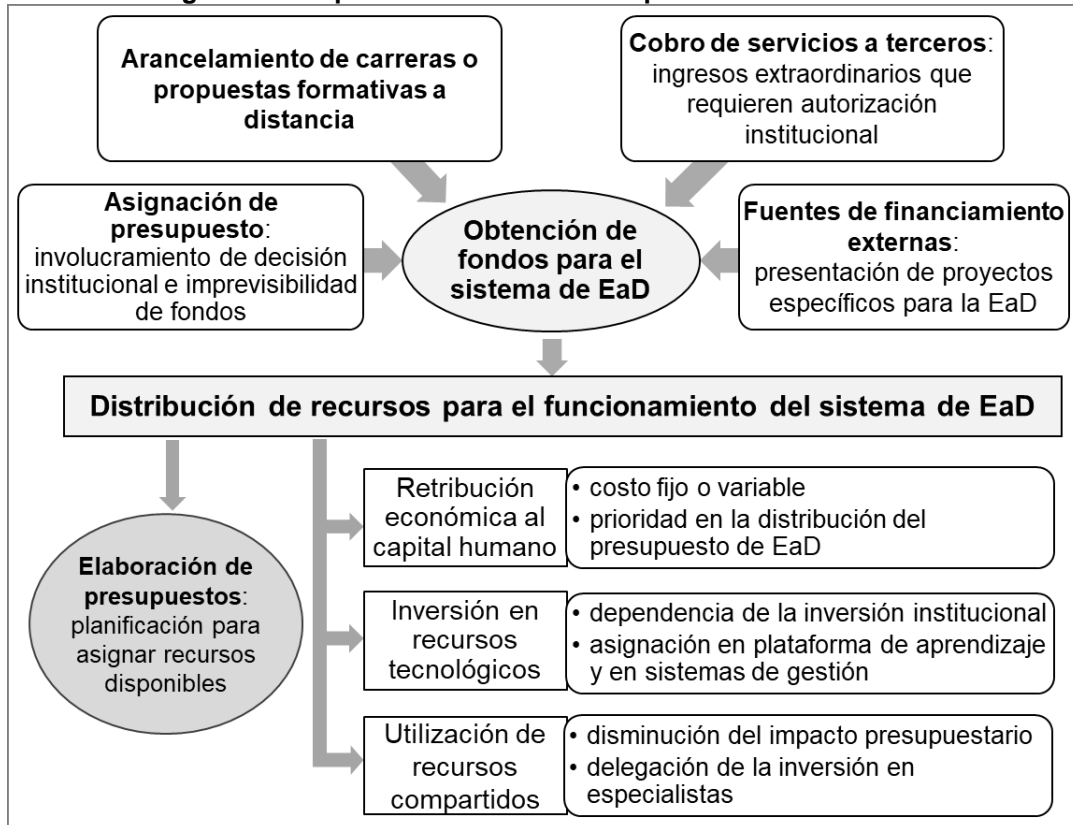 Arancelamiento de carreras o
propuestas formativas a
distancia
Cobro de servicios a terceros:
ingresos extraordinarios que
requieren autorización
institucional
Asignación de
presupuesto:
involucramiento de decisión
institucional e imprevisibilidad
de fondos
Obtención de
fondos para el
sistema de EaD
Fuentes de financiamiento
externas:
presentación de proyectos
específicos para la EaD
Distribución de recursos para el funcionamiento del sistema de EaD
Elaboración de
presupuestos:
planificación para
asignar recursos
disponibles
Retribución
económica al
capital humano
• costo fijo o variable
• prioridad en la distribución del
presupuesto de EaD
Inversión en
recursos
tecnológicos
• dependencia de la inversión institucional
• asignación en plataforma de aprendizaje
y en sistemas de gestión
Utilización de
recursos
compartidos
• disminución del impacto presupuestario
• delegación de la inversión en
especialistas